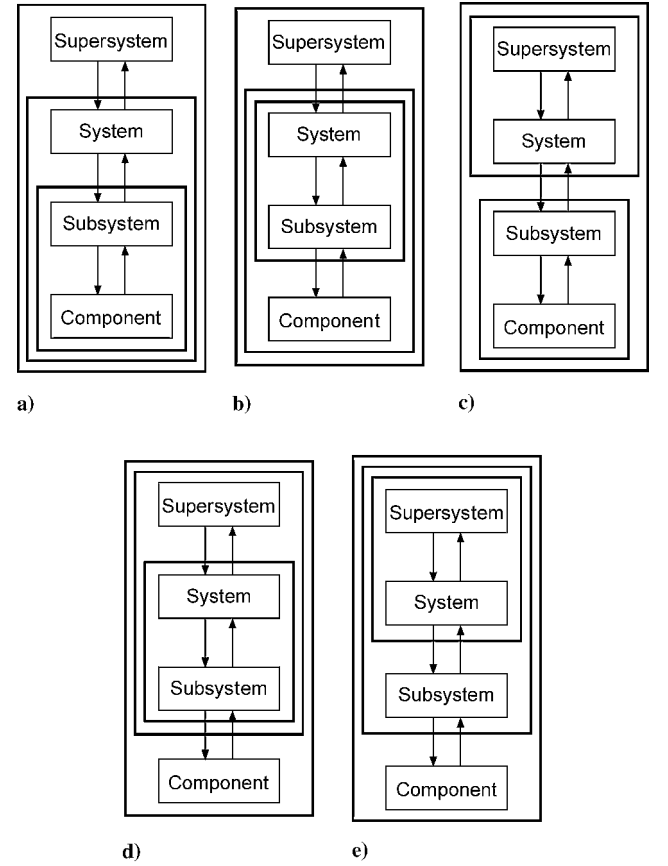 Supersystem
System
Subsystem
Component
a)
Supersystem
System
Subsystem
Component
b)
Supersystem
System
Subsystem
Component
c)
Supersystem
System
Subsystem
Component
d)
Supersystem
System
Subsystem
Component
e)